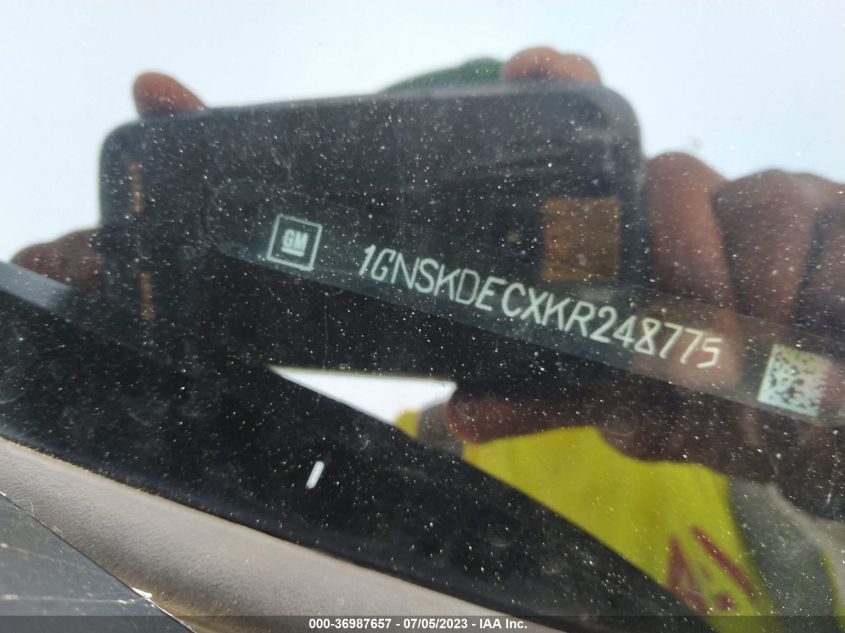 GM
1GNSKDECXKR248775
000-36987657 - 07/05/2023 - IAA Inc.